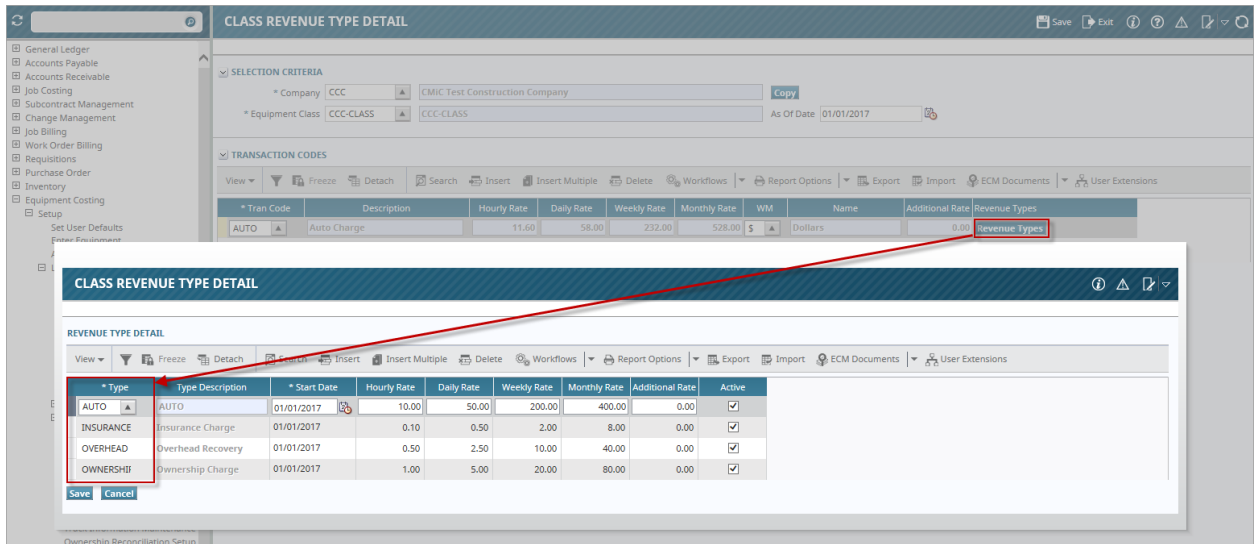 CLASS REVENUE TYPE DETAIL
Save Exit
General Ledger
Accounts Payable
Accounts Receivable
Job Costing
Subcontract Management
Change Management
Job Billing
Work Order Billing
Requisitions
Purchase Order
Inventory
Equipment Costing
Setup
Set User Defaults
Enter Equipment
SELECTION CRITERIA
* Company CCC CMiC Test Construction Company Copy
* Equipment Class CCC-CLASS CCC-CLASS As Of Date 01/01/2017
TRANSACTION CODES
View Freeze Detach Search Insert Insert Multiple Delete Workflows Report Options Export Import ECM Documents User Extensions
* Tran Code Description Hourly Rate Daily Rate Weekly Rate Monthly Rate WM Name Additional Rate Revenue Types
AUTO Auto Charge 11.60 58.00 232.00 528.00 $ Dollars 0.00 Revenue Types
CLASS REVENUE TYPE DETAIL
REVENUE TYPE DETAIL
View Freeze Detach Search Insert Insert Multiple Delete Workflows Report Options Export Import ECM Documents User Extensions
* Type Type Description * Start Date Hourly Rate Daily Rate Weekly Rate Monthly Rate Additional Rate Active
AUTO AUTO 01/01/2017 10.00 50.00 200.00 400.00 0.00
INSURANCE Insurance Charge 01/01/2017 0.10 0.50 2.00 8.00 0.00
OVERHEAD Overhead Recovery 01/01/2017 0.50 2.50 10.00 40.00 0.00
OWNERSHIF Ownership Charge 01/01/2017 1.00 5.00 20.00 80.00 0.00
Save Cancel
Ownership Reconciliation Setup